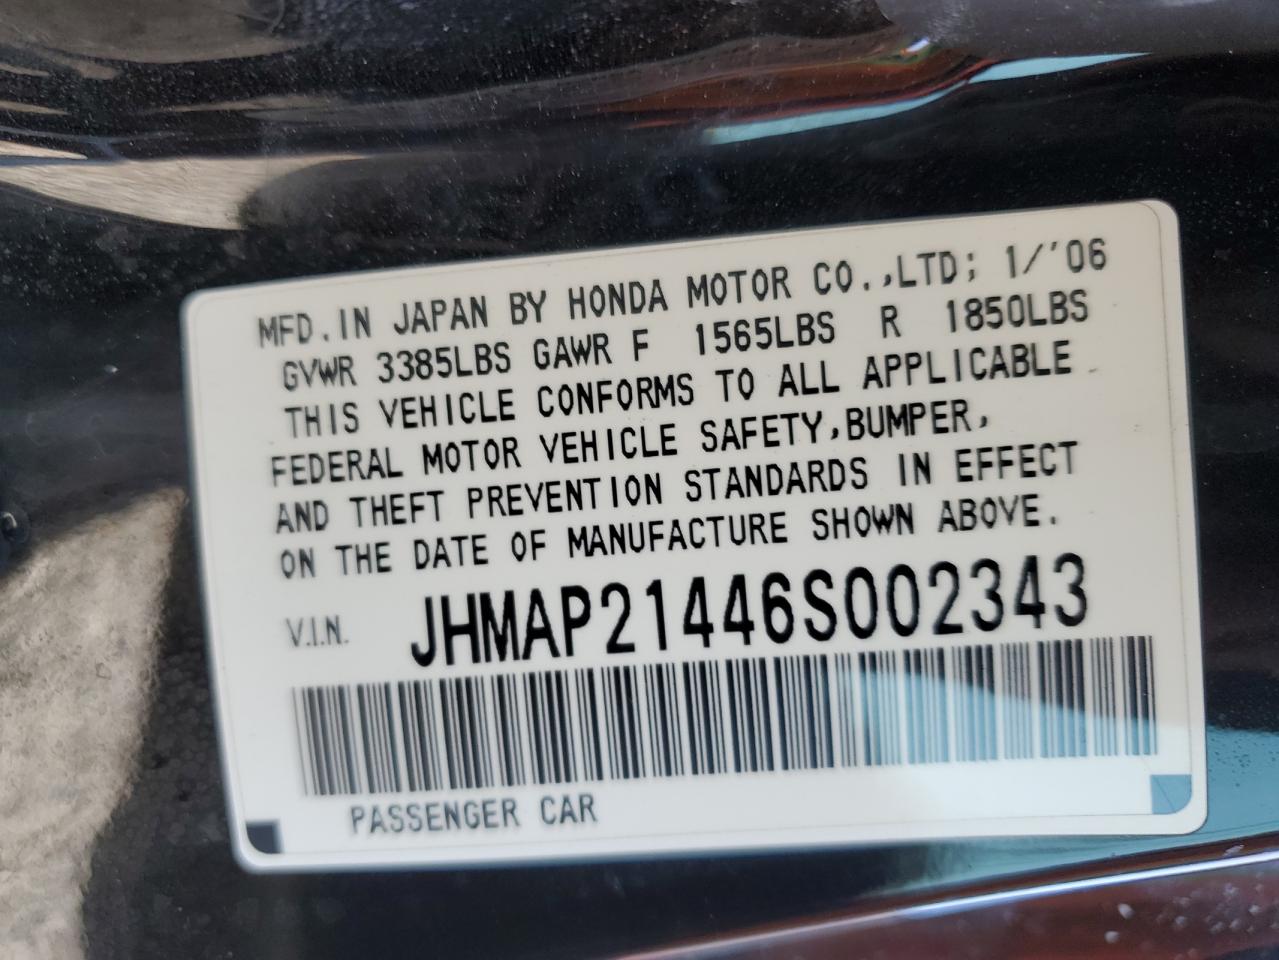 MFD.IN JAPAN BY HONDA MOTOR CO.,LTD; 1/'06
GVWR 3385LBS GAWR F 1565LBS R 1850LBS
THIS VEHICLE CONFORMS TO ALL APPLICABLE
FEDERAL MOTOR VEHICLE SAFETY,BUMPER,
AND THEFT PREVENTION STANDARDS IN EFFECT
ON THE DATE OF MANUFACTURE SHOWN ABOVE.
V.I.N. JHMAP21446S002343
PASSENGER CAR